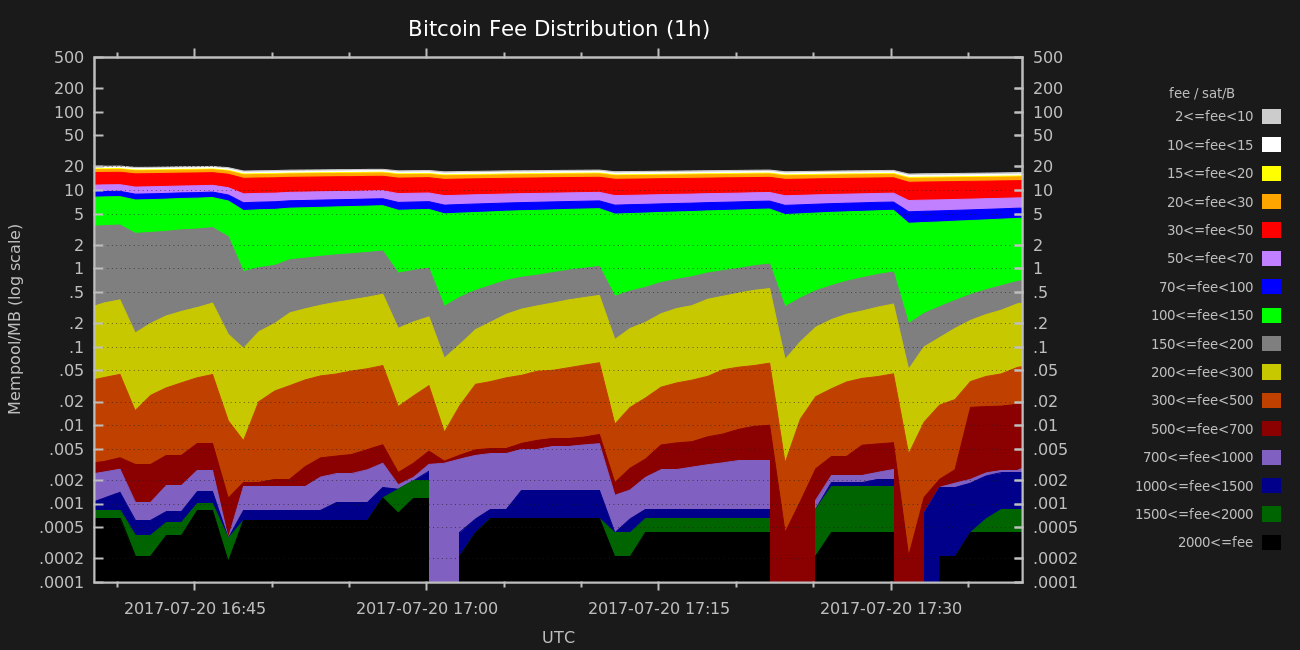 Bitcoin Fee Distribution (1h)
Mempool/MB (log scale)
500
200
100
50
20
10
5
2
1
.5
.2
.1
.05
.02
.01
.005
.002
.001
.0005
.0002
.0001
500
200
100
50
20
10
5
2
1
.5
.2
.1
.05
.02
.01
.005
.002
.001
.0005
.0002
.0001
2017-07-20 16:45
2017-07-20 17:00
2017-07-20 17:15
2017-07-20 17:30
UTC
fee / sat/B
2<=fee<10
10<=fee<15
15<=fee<20
20<=fee<30
30<=fee<50
50<=fee<70
70<=fee<100
100<=fee<150
150<=fee<200
200<=fee<300
300<=fee<500
500<=fee<700
700<=fee<1000
1000<=fee<1500
1500<=fee<2000
2000<=fee